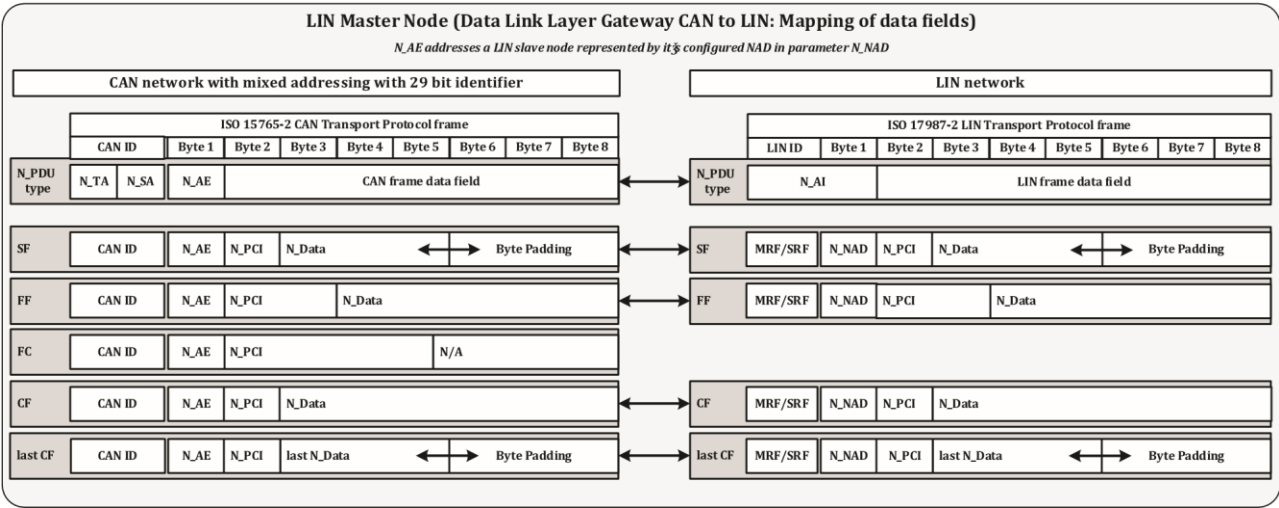 LIN Master Node (Data Link Layer Gateway CAN to LIN: Mapping of data fields)
N_AE addresses a LIN slave node represented by it's configured NAD in parameter N_NAD
CAN network with mixed addressing with 29 bit identifier
LIN network
ISO 15765-2 CAN Transport Protocol frame
ISO 17987-2 LIN Transport Protocol frame
CAN ID Byte 1 Byte 2 Byte 3 Byte 4 Byte 5 Byte 6 Byte 7 Byte 8
LIN ID Byte 1 Byte 2 Byte 3 Byte 4 Byte 5 Byte 6 Byte 7 Byte 8
N_PDU type N_TA N_SA N_AE CAN frame data field
N_PDU type N_AI LIN frame data field
SF CAN ID N_AE N_PCI N_Data Byte Padding
SF MRF/SRF N_NAD N_PCI N_Data Byte Padding
FF CAN ID N_AE N_PCI N_Data
FF MRF/SRF N_NAD N_PCI N_Data
FC CAN ID N_AE N_PCI N/A
CF CAN ID N_AE N_PCI N_Data
CF MRF/SRF N_NAD N_PCI N_Data
last CF CAN ID N_AE N_PCI last N_Data Byte Padding
last CF MRF/SRF N_NAD N_PCI last N_Data Byte Padding